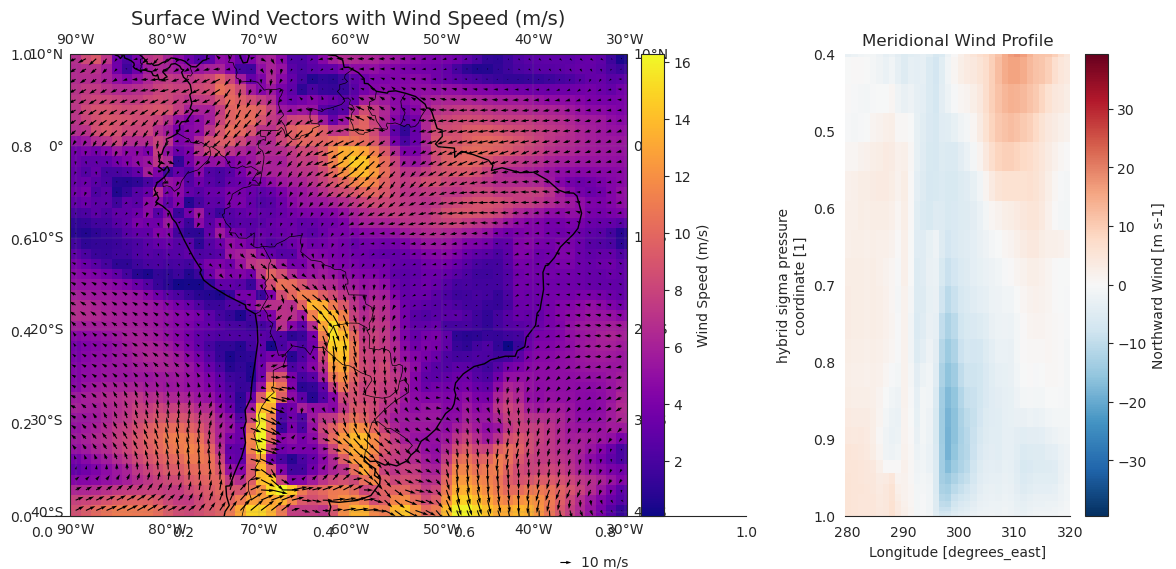 Surface Wind Vectors with Wind Speed (m/s)
90°W 80°W 70°W 60°W 50°W 40°W 30°W
1.0 10°N 10°N
0.8 0° 0
0.6 10°S 1
0.4 20°S 2
0.2 30°S 3
0.0 40°S 4
90°W 80°W 70°W 60°W 50°W 40°W 30°W
0.0 0.2 0.4 0.6 0.8 1.0
10 m/s
16
14
12
10
8
6
4
2
Wind Speed (m/s)
Meridional Wind Profile
0.4
0.5
0.6
0.7
0.8
0.9
1.0
hybrid sigma pressure
coordinate [1]
280 290 300 310 320
Longitude [degrees_east]
30
20
10
0
−10
−20
−30
Northward Wind [m s-1]